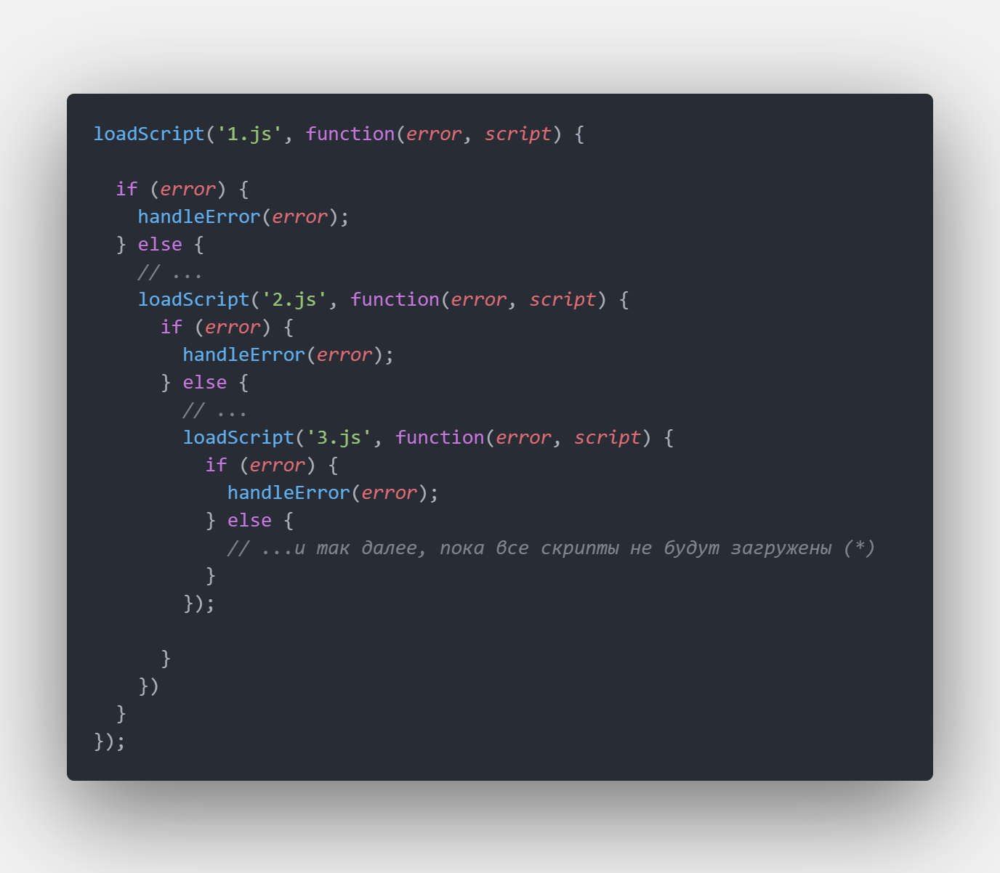 loadScript('1.js', function(error, script) {
  if (error) {
    handleError(error);
  } else {
    // ...
    loadScript('2.js', function(error, script) {
      if (error) {
        handleError(error);
      } else {
        // ...
        loadScript('3.js', function(error, script) {
          if (error) {
            handleError(error);
          } else {
            // ...и так далее, пока все скрипты не будут загружены (*)
          }
        });
      }
    })
  }
});